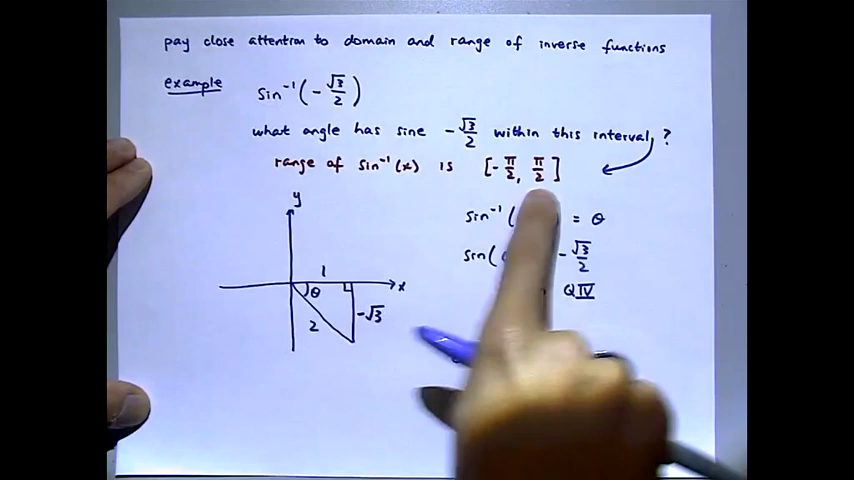 pay close attention to domain and range of inverse functions
example sin⁻¹(-√3/2)
what angle has sine -√3/2 within this interval ?
range of sin⁻¹(x) is [-π/2, π/2]
y
sin⁻¹( = θ
sin( -√3/2
1
x
θ
QIV
-√3
2